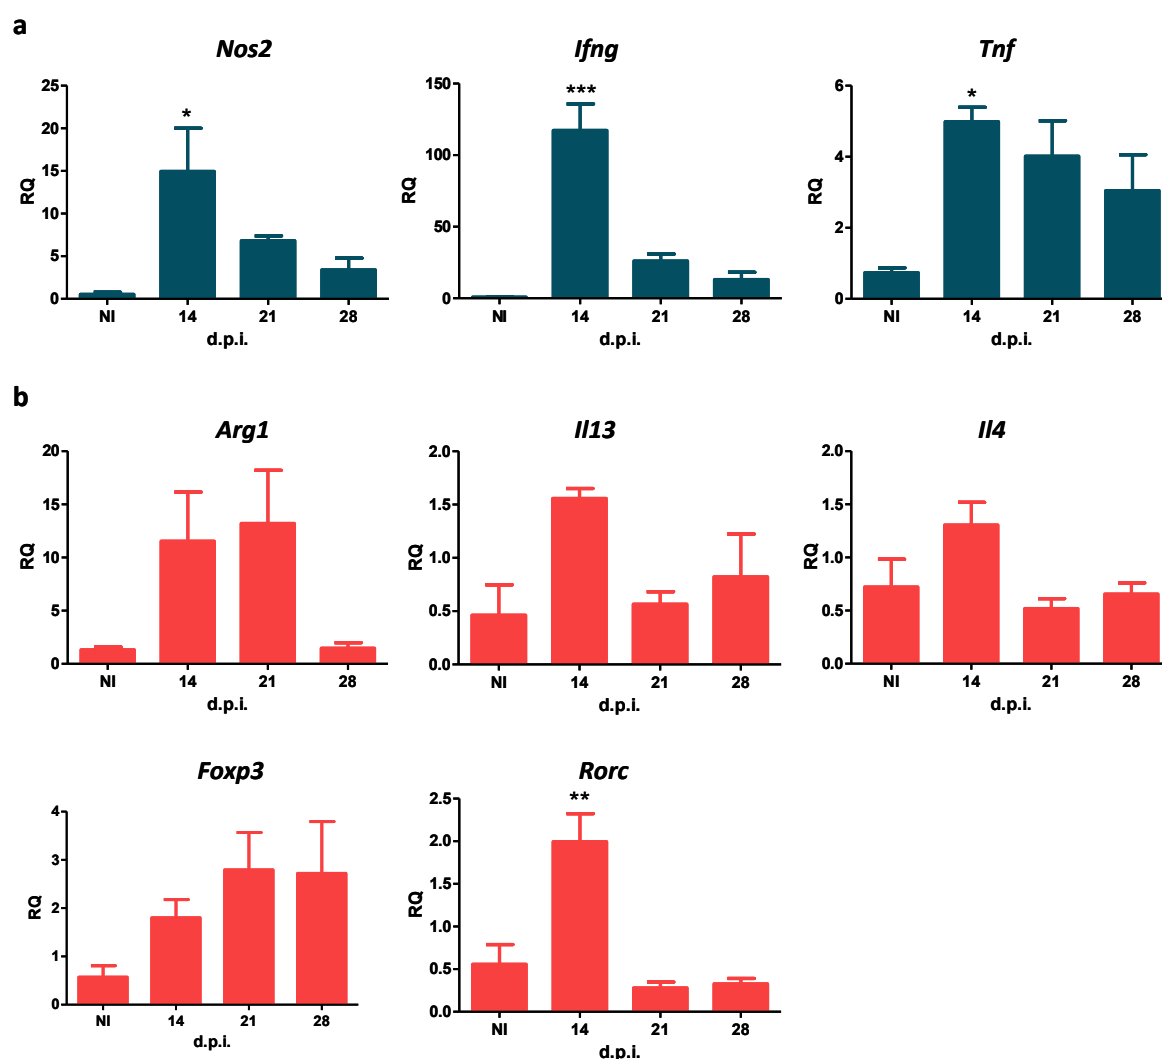 a
Nos2
Ifng
Tnf
25
20
15
10
5
0
RQ
*
NI 14 21 28
d.p.i.
150
100
50
0
RQ
***
NI 14 21 28
d.p.i.
6
4
2
0
RQ
*
NI 14 21 28
d.p.i.
b
Arg1
Il13
Il4
20
15
10
5
0
RQ
NI 14 21 28
d.p.i.
2.0
1.5
1.0
0.5
0.0
RQ
NI 14 21 28
d.p.i.
2.0
1.5
1.0
0.5
0.0
RQ
NI 14 21 28
d.p.i.
Foxp3
Rorc
4
3
2
1
0
RQ
NI 14 21 28
d.p.i.
2.5
2.0
1.5
1.0
0.5
0.0
RQ
**
NI 14 21 28
d.p.i.